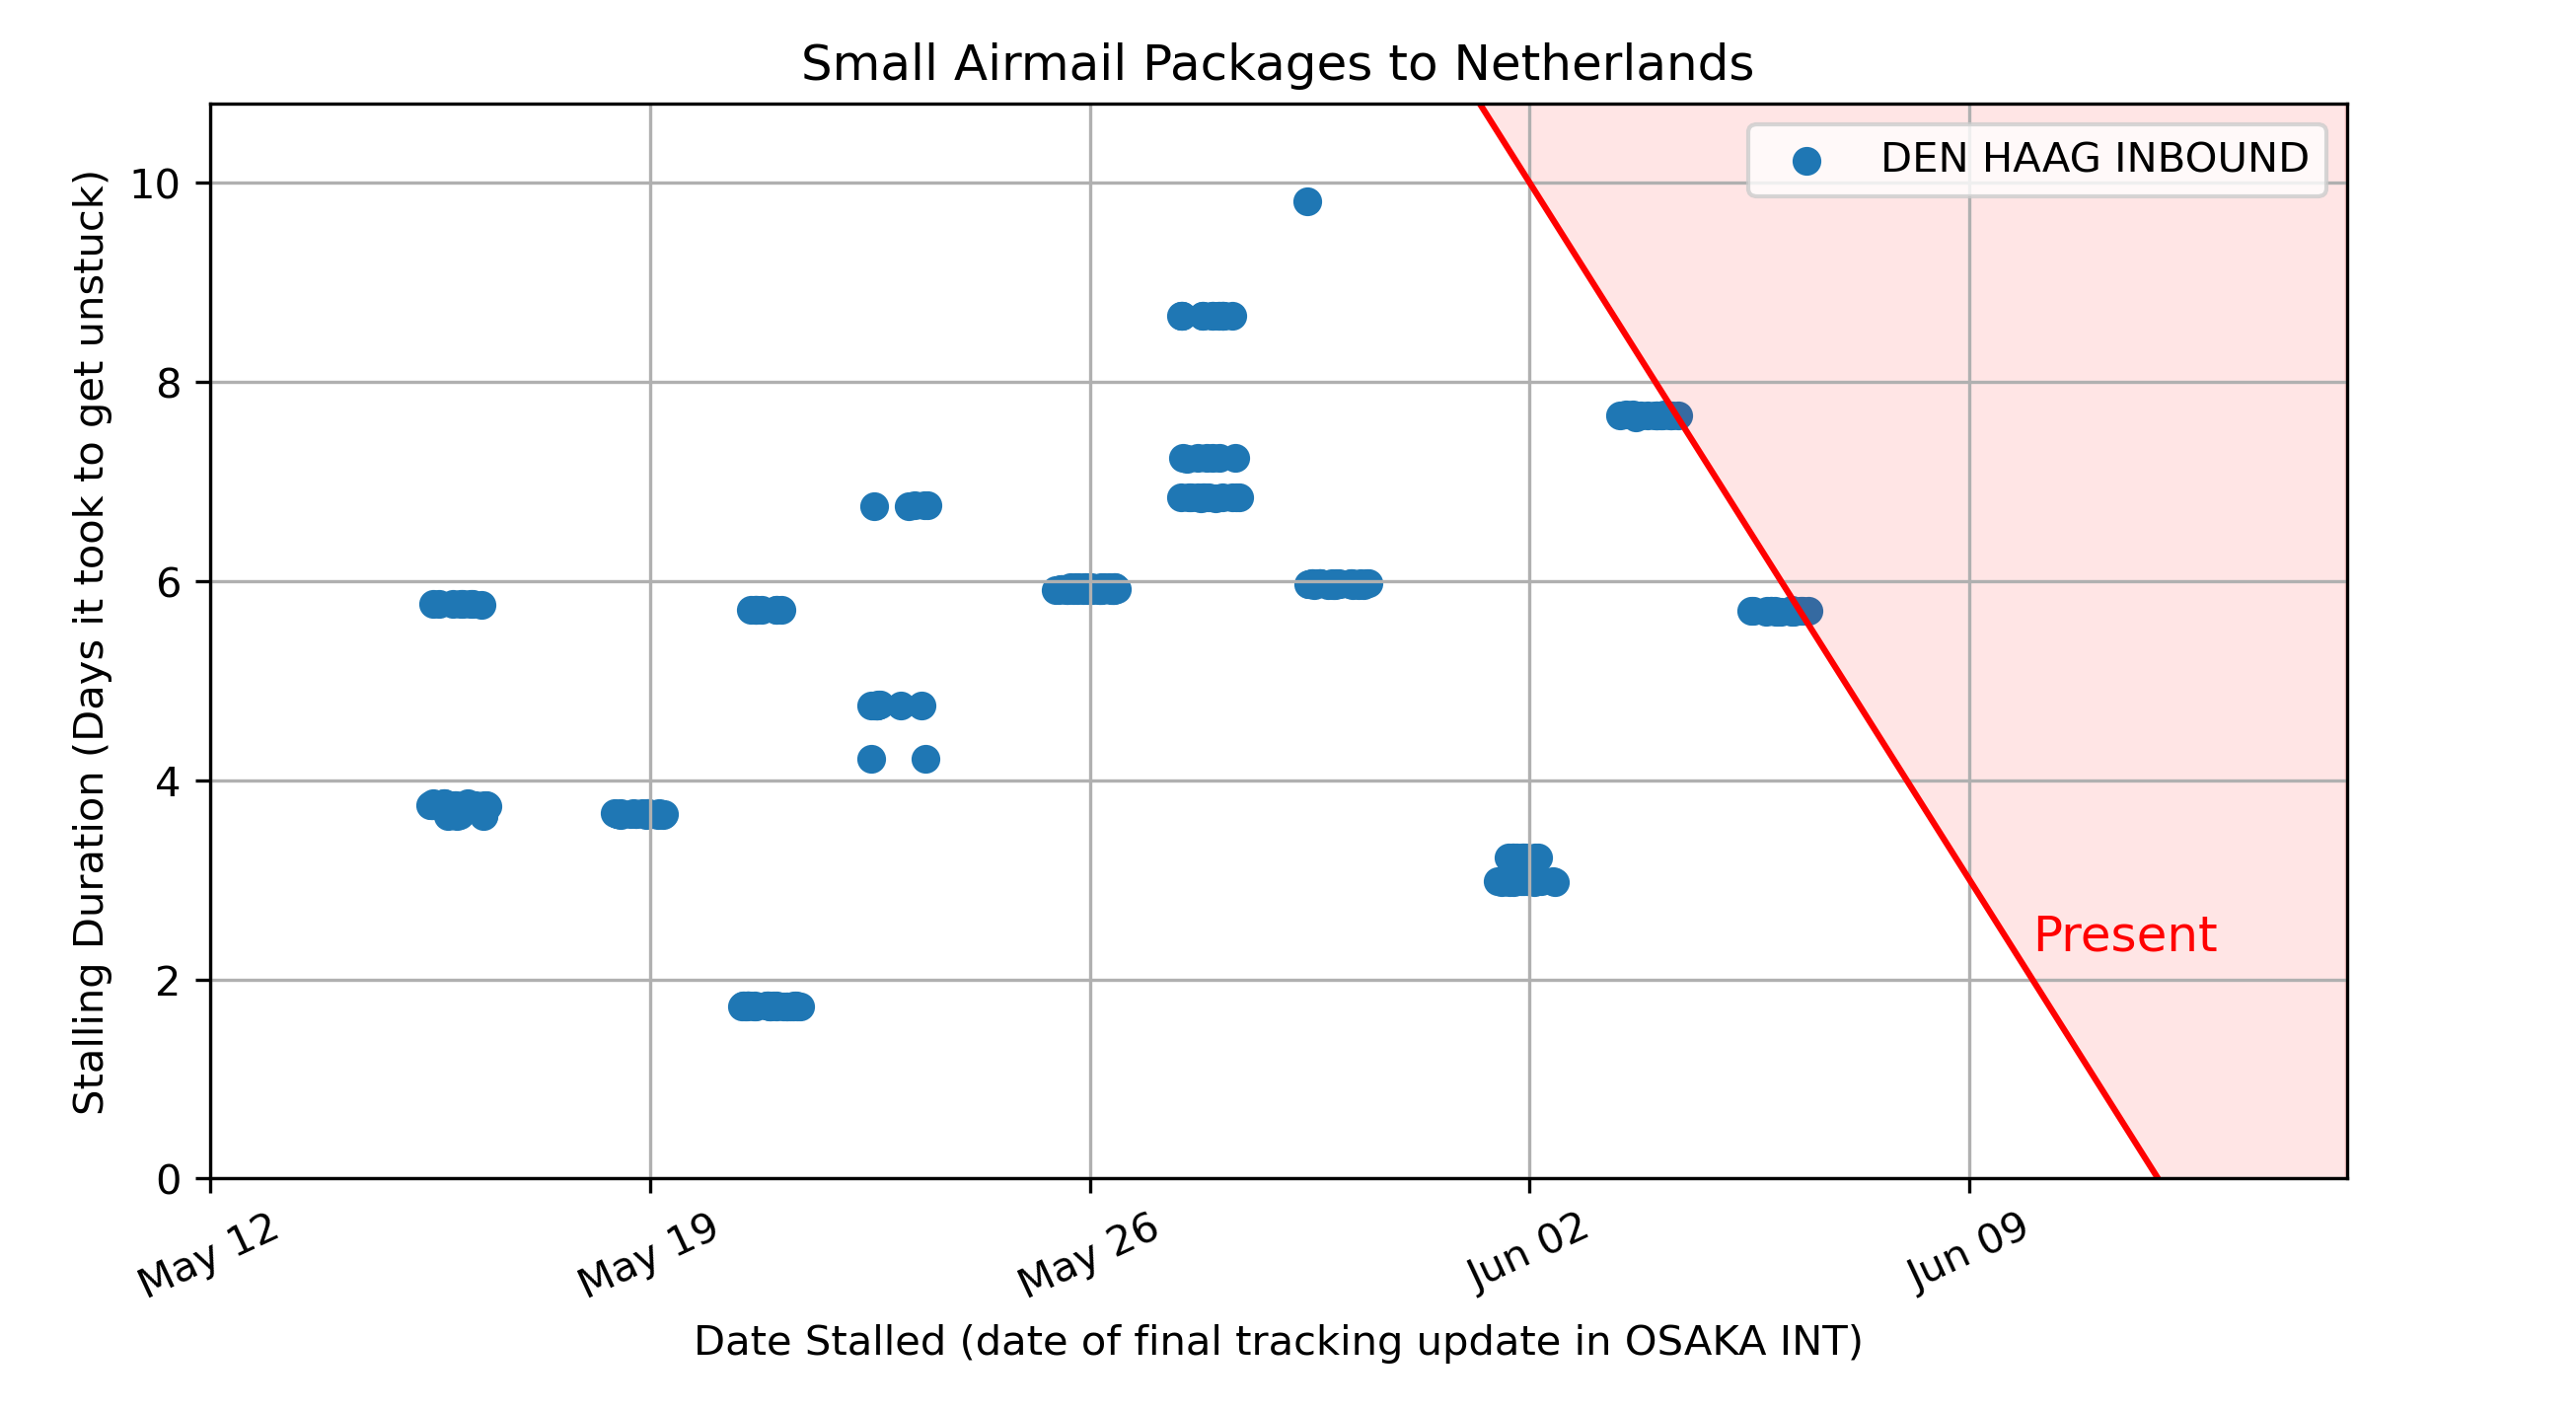 Small Airmail Packages to Netherlands
Stalling Duration (Days it took to get unstuck)
10
8
6
4
2
0
DEN HAAG INBOUND
Present
May 12
May 19
May 26
Jun 02
Jun 09
Date Stalled (date of final tracking update in OSAKA INT)